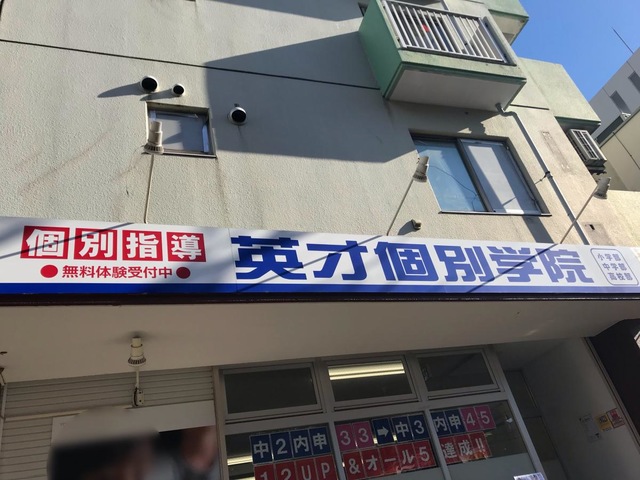 個別指導
●無料体験受付中●
英才個別学院
小学部
中学部
高校部
中2内申33➡中3内申45
12UP&オール5達成!!